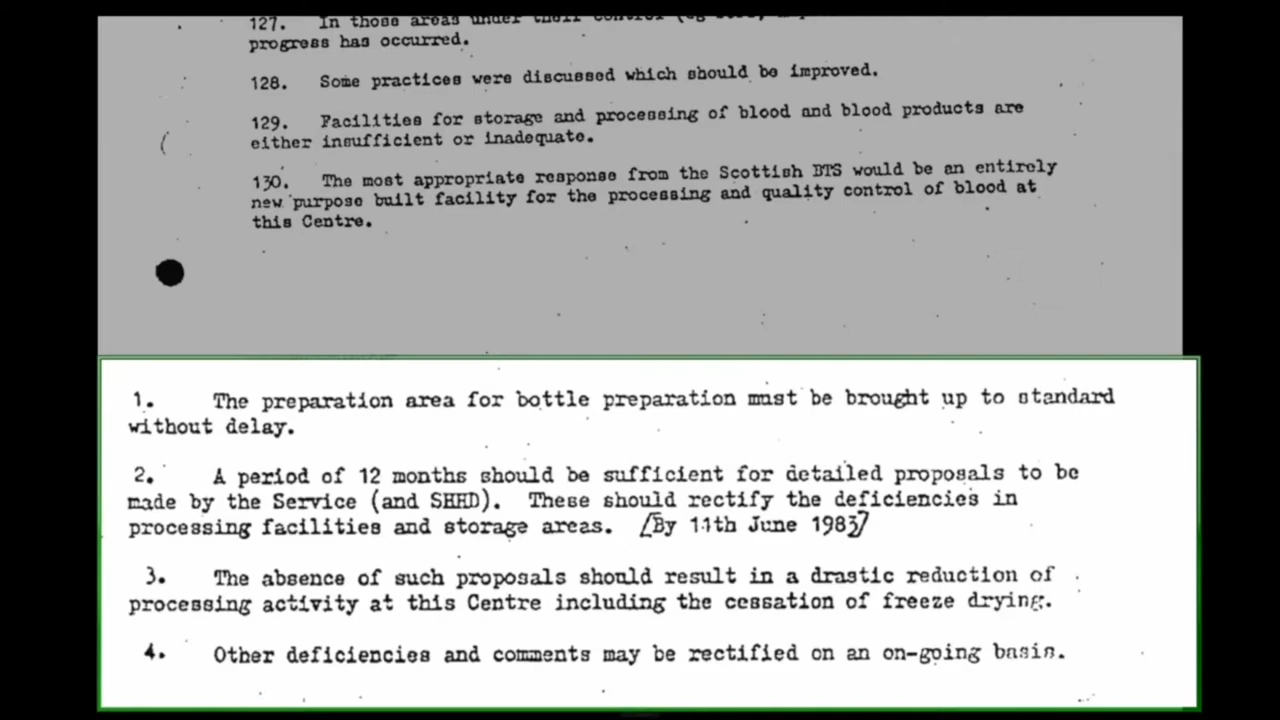 127. In those areas under their control
progress has occurred.
128. Some practices were discussed which should be improved.
129. Facilities for storage and processing of blood and blood products are
either insufficient or inadequate.
130. The most appropriate response from the Scottish BTS would be an entirely
new purpose built facility for the processing and quality control of blood at
this Centre.
1. The preparation area for bottle preparation must be brought up to standard
without delay.
2. A period of 12 months should be sufficient for detailed proposals to be
made by the Service (and SHHD). These should rectify the deficiencies in
processing facilities and storage areas. [By 11th June 1983]
3. The absence of such proposals should result in a drastic reduction of
processing activity at this Centre including the cessation of freeze drying.
4. Other deficiencies and comments may be rectified on an on-going basis.